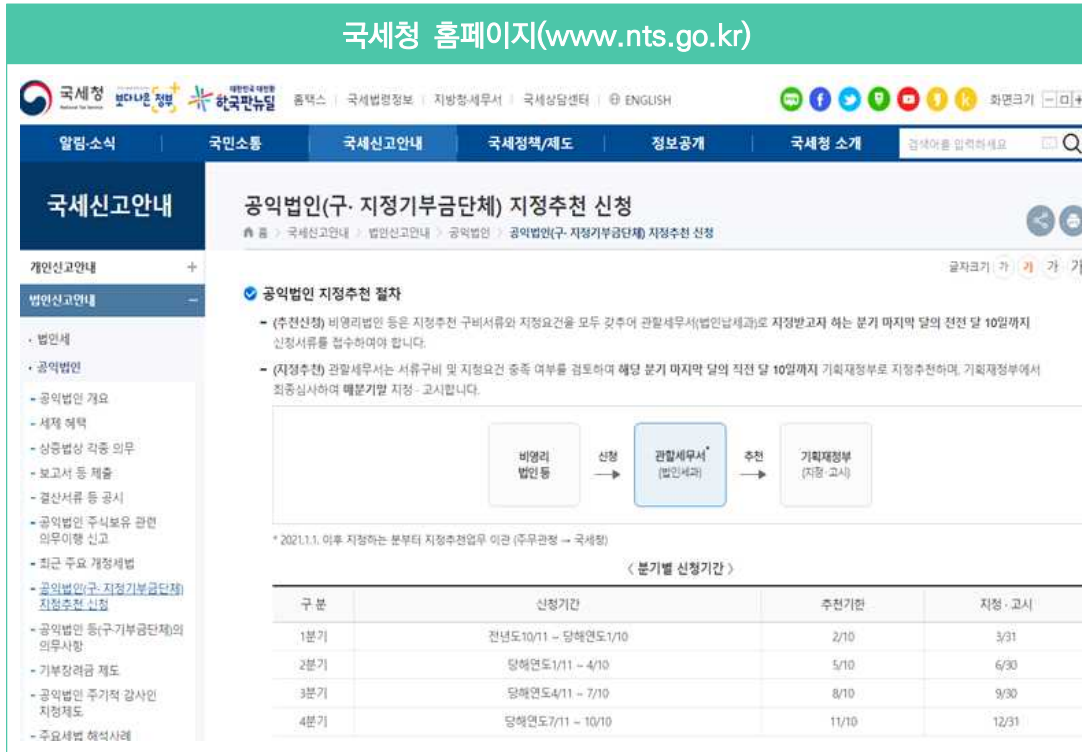 국세청 홈페이지(www.nts.go.kr)
국세청 보다나은 정부 대한민국 대전환 한국판뉴딜 홈택스 국세법령정보 지방청·세무서 국세상담센터 ENGLISH 화면크기
알림·소식 국민소통 국세신고안내 국세정책/제도 정보공개 국세청 소개 검색어를 입력하세요
국세신고안내
공익법인(구· 지정기부금단체) 지정추천 신청
홈 > 국세신고안내 > 법인신고안내 > 공익법인 > 공익법인(구· 지정기부금단체) 지정추천 신청
글자크기 가 가 가 가
개인신고안내 +
법인신고안내 −
· 법인세
· 공익법인
- 공익법인 개요
- 세제 혜택
- 상증법상 각종 의무
- 보고서 등 제출
- 결산서류 등 공시
- 공익법인 주식보유 관련
의무이행 신고
- 최근 주요 개정세법
- 공익법인(구· 지정기부금단체)
지정추천 신청
- 공익법인 등(구·기부금단체)의
의무사항
- 기부장려금 제도
- 공익법인 주기적 감사인
지정제도
- 주요세법 해석사례
공익법인 지정추천 절차
- (추천신청) 비영리법인 등은 지정추천 구비서류와 지정요건을 모두 갖추어 관할세무서(법인납세과)로 지정받고자 하는 분기 마지막 달의 전전 달 10일까지
신청서류를 접수하여야 합니다.
- (지정추천) 관할세무서는 서류구비 및 지정요건 충족 여부를 검토하여 해당 분기 마지막 달의 직전 달 10일까지 기획재정부로 지정추천하며, 기획재정부에서
최종심사하여 매분기말 지정·고시합니다.
비영리
법인 등
신청
관할세무서*
(법인세과)
추천
기획재정부
(지정·고시)
* 2021.1.1. 이후 지정하는 분부터 지정추천업무 이관 (주무관청 → 국세청)
< 분기별 신청기간 >
구 분 신청기간 추천기한 지정·고시
1분기 전년도10/11 ~ 당해연도1/10 2/10 3/31
2분기 당해연도1/11 ~ 4/10 5/10 6/30
3분기 당해연도4/11 ~ 7/10 8/10 9/30
4분기 당해연도7/11 ~ 10/10 11/10 12/31